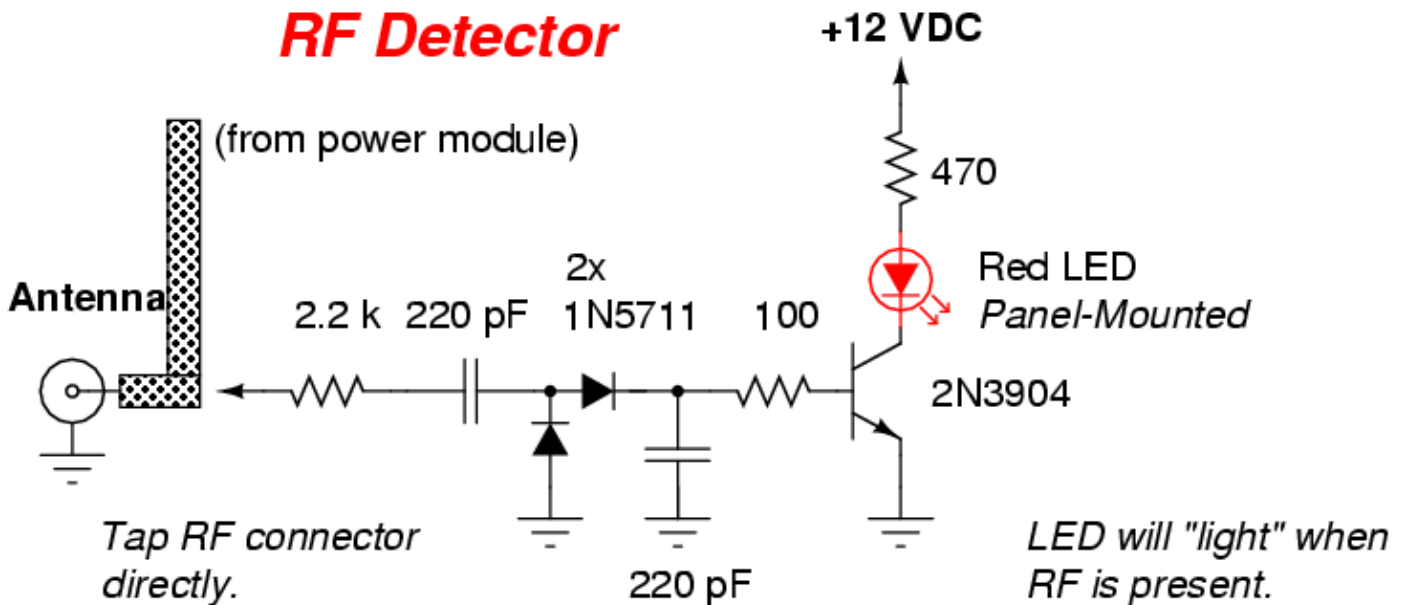 RF Detector
+12 VDC
(from power module)
470
Antenna
2x
Red LED
2.2 k
220 pF
1N5711
100
Panel-Mounted
2N3904
Tap RF connector
directly.
220 pF
LED will "light" when
RF is present.